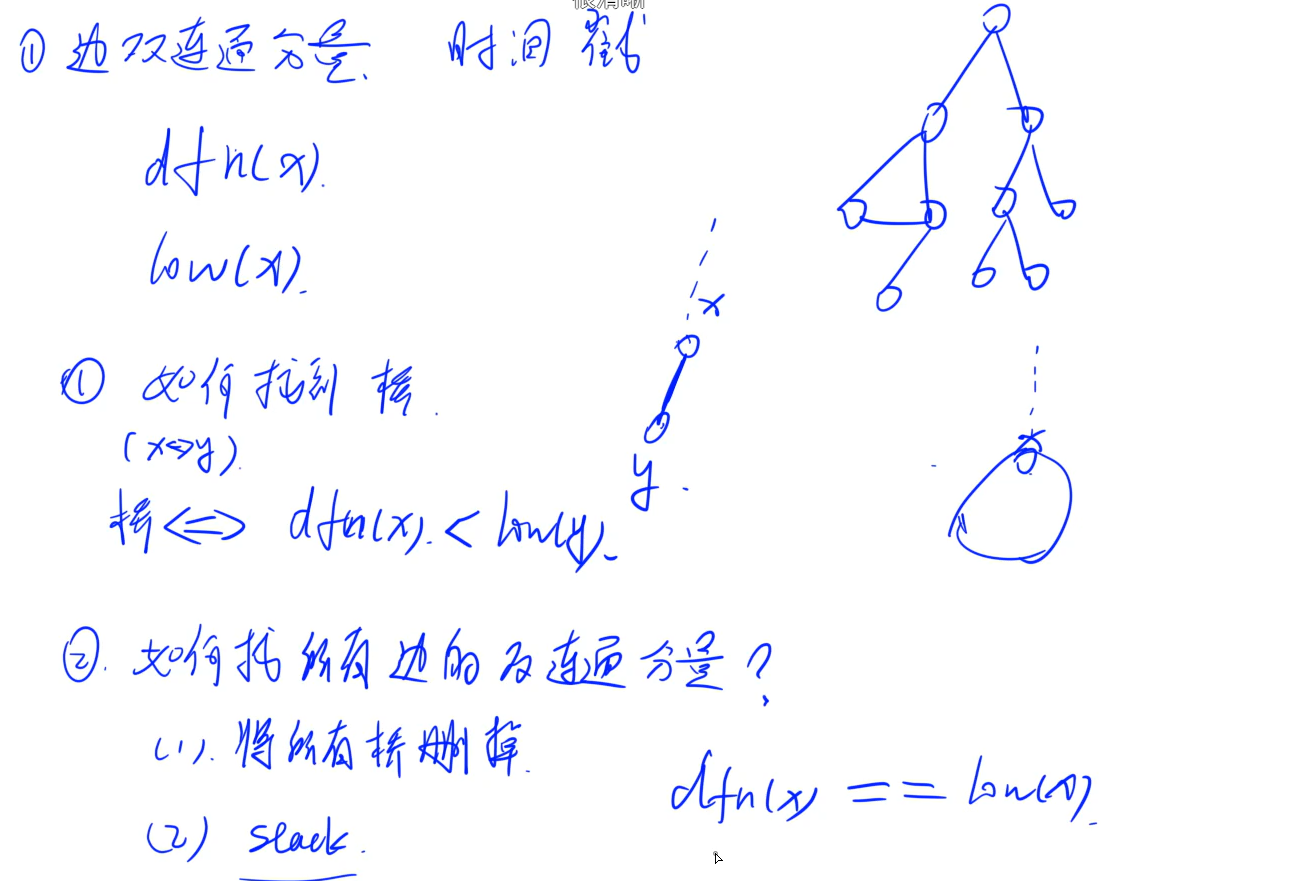 很清晰
① 边双连通分量. 时间戳
dfn(x).
low(x).
x
① 如何找到桥.
(x<=>y).
y.
x
桥<=> dfn(x).< low(y).
②. 如何找所有边的双连通分量?
(1). 将所有桥删掉.
dfn(x) == low(x).
(2) stack.